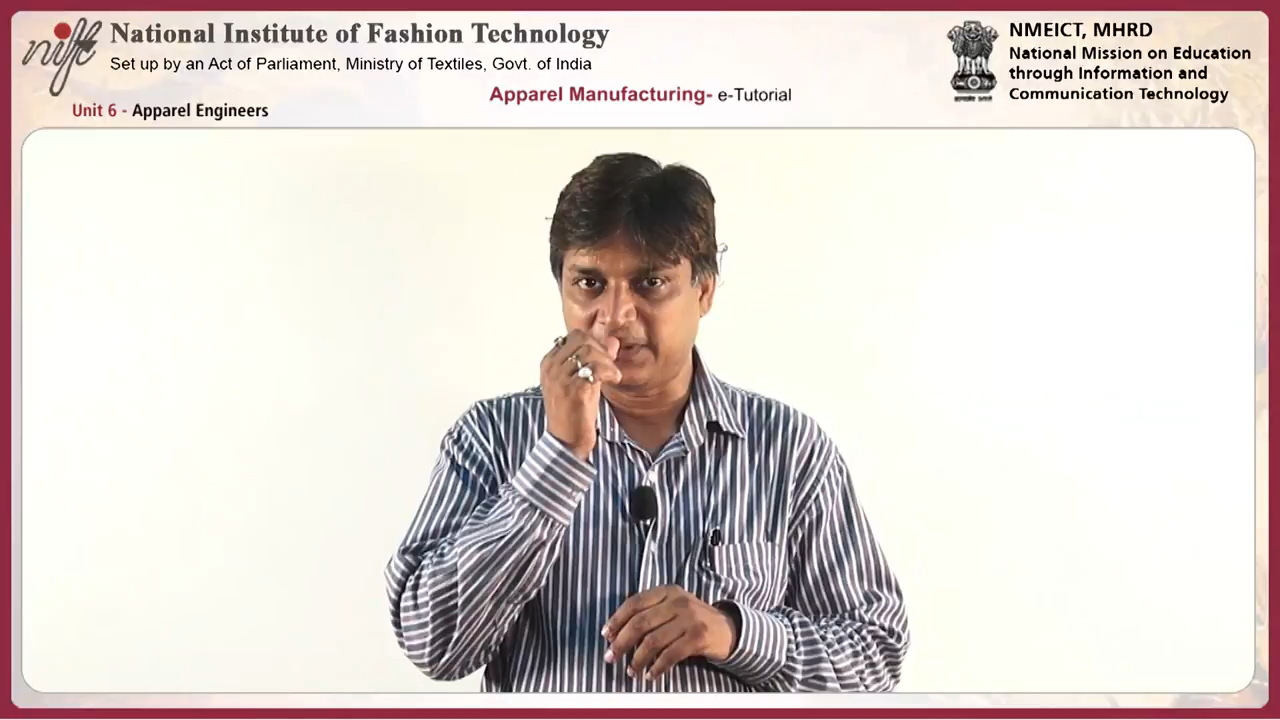 nift
National Institute of Fashion Technology
Set up by an Act of Parliament, Ministry of Textiles, Govt. of India
Unit 6 - Apparel Engineers
Apparel Manufacturing- e-Tutorial
NMEICT, MHRD
National Mission on Education
through Information and
Communication Technology